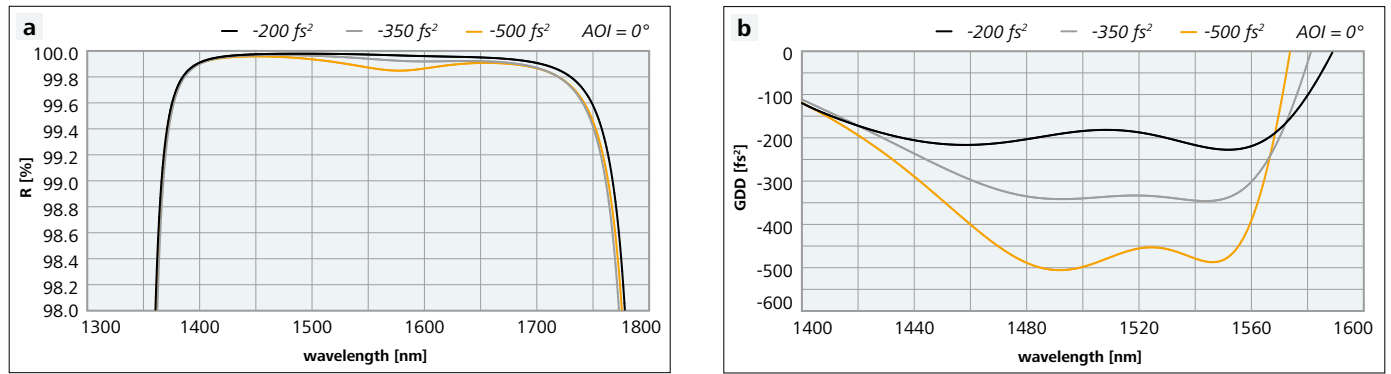 a
-200 fs² -350 fs² -500 fs² AOI = 0°
100.0
99.8
99.6
99.4
99.2
99.0
98.8
98.6
98.4
98.2
98.0
R [%]
1300 1400 1500 1600 1700 1800
wavelength [nm]
b
-200 fs² -350 fs² -500 fs² AOI = 0°
0
-100
-200
-300
-400
-500
-600
GDD [fs²]
1400 1440 1480 1520 1560 1600
wavelength [nm]